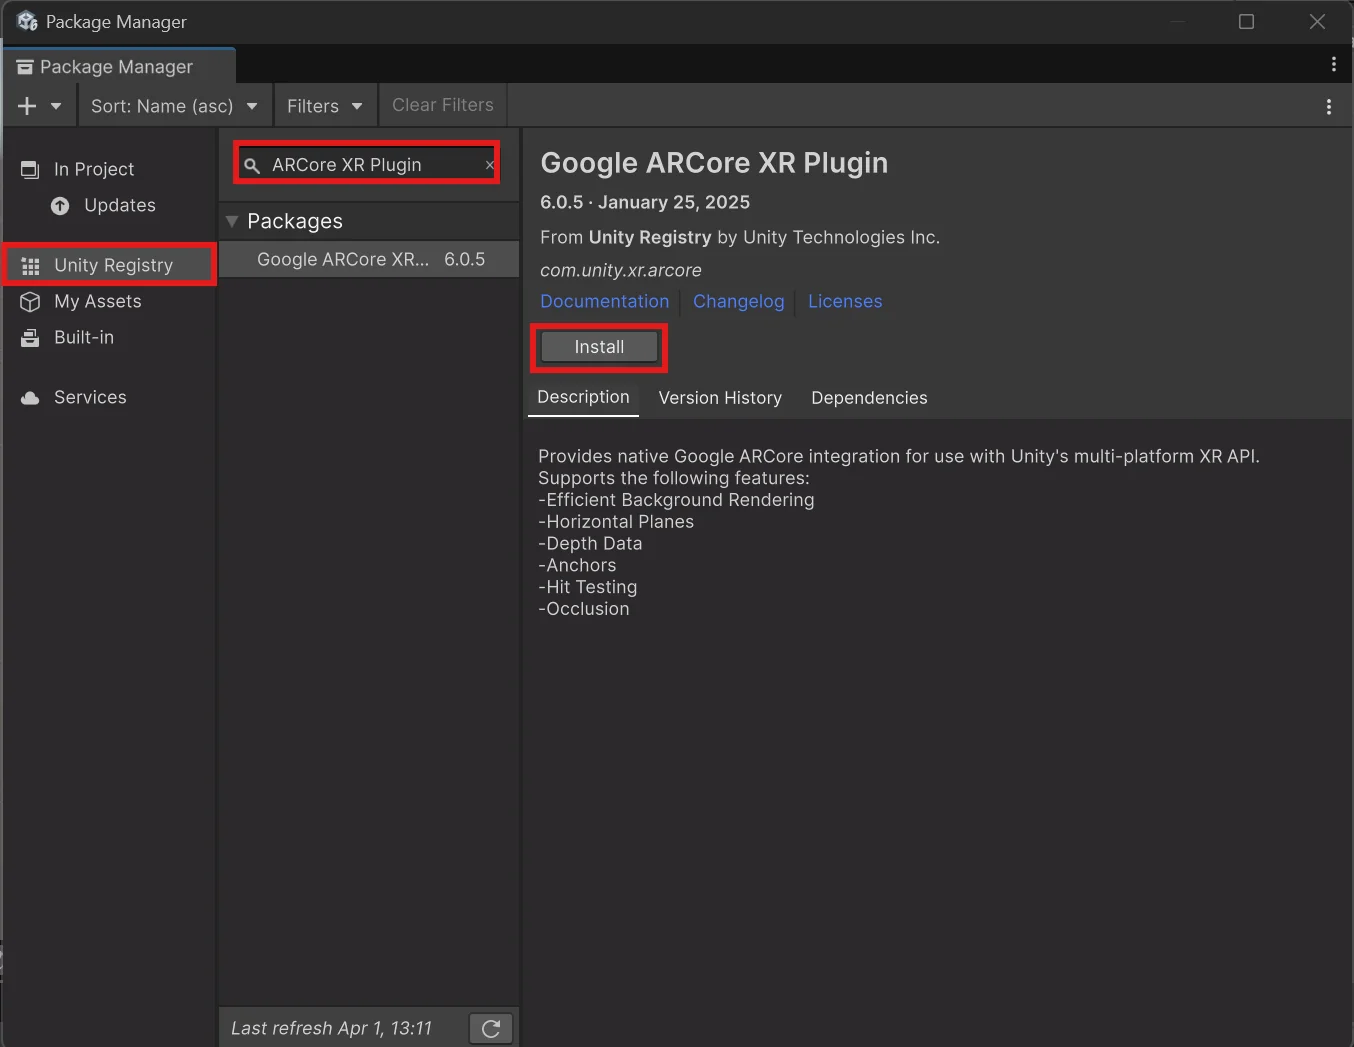 Package Manager
Package Manager
Sort: Name (asc)
Filters
Clear Filters
In Project
Updates
Unity Registry
My Assets
Built-in
Services
ARCore XR Plugin
Packages
Google ARCore XR... 6.0.5
Last refresh Apr 1, 13:11
Google ARCore XR Plugin
6.0.5 · January 25, 2025
From Unity Registry by Unity Technologies Inc.
com.unity.xr.arcore
Documentation Changelog Licenses
Install
Description Version History Dependencies
Provides native Google ARCore integration for use with Unity's multi-platform XR API.
Supports the following features:
-Efficient Background Rendering
-Horizontal Planes
-Depth Data
-Anchors
-Hit Testing
-Occlusion